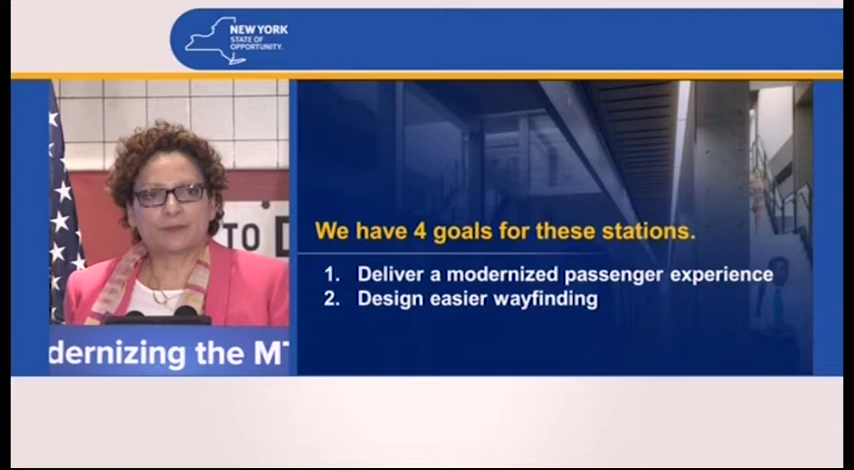 NEW YORK
STATE OF
OPPORTUNITY.
TO
We have 4 goals for these stations.
1. Deliver a modernized passenger experience
2. Design easier wayfinding
dernizing the MT